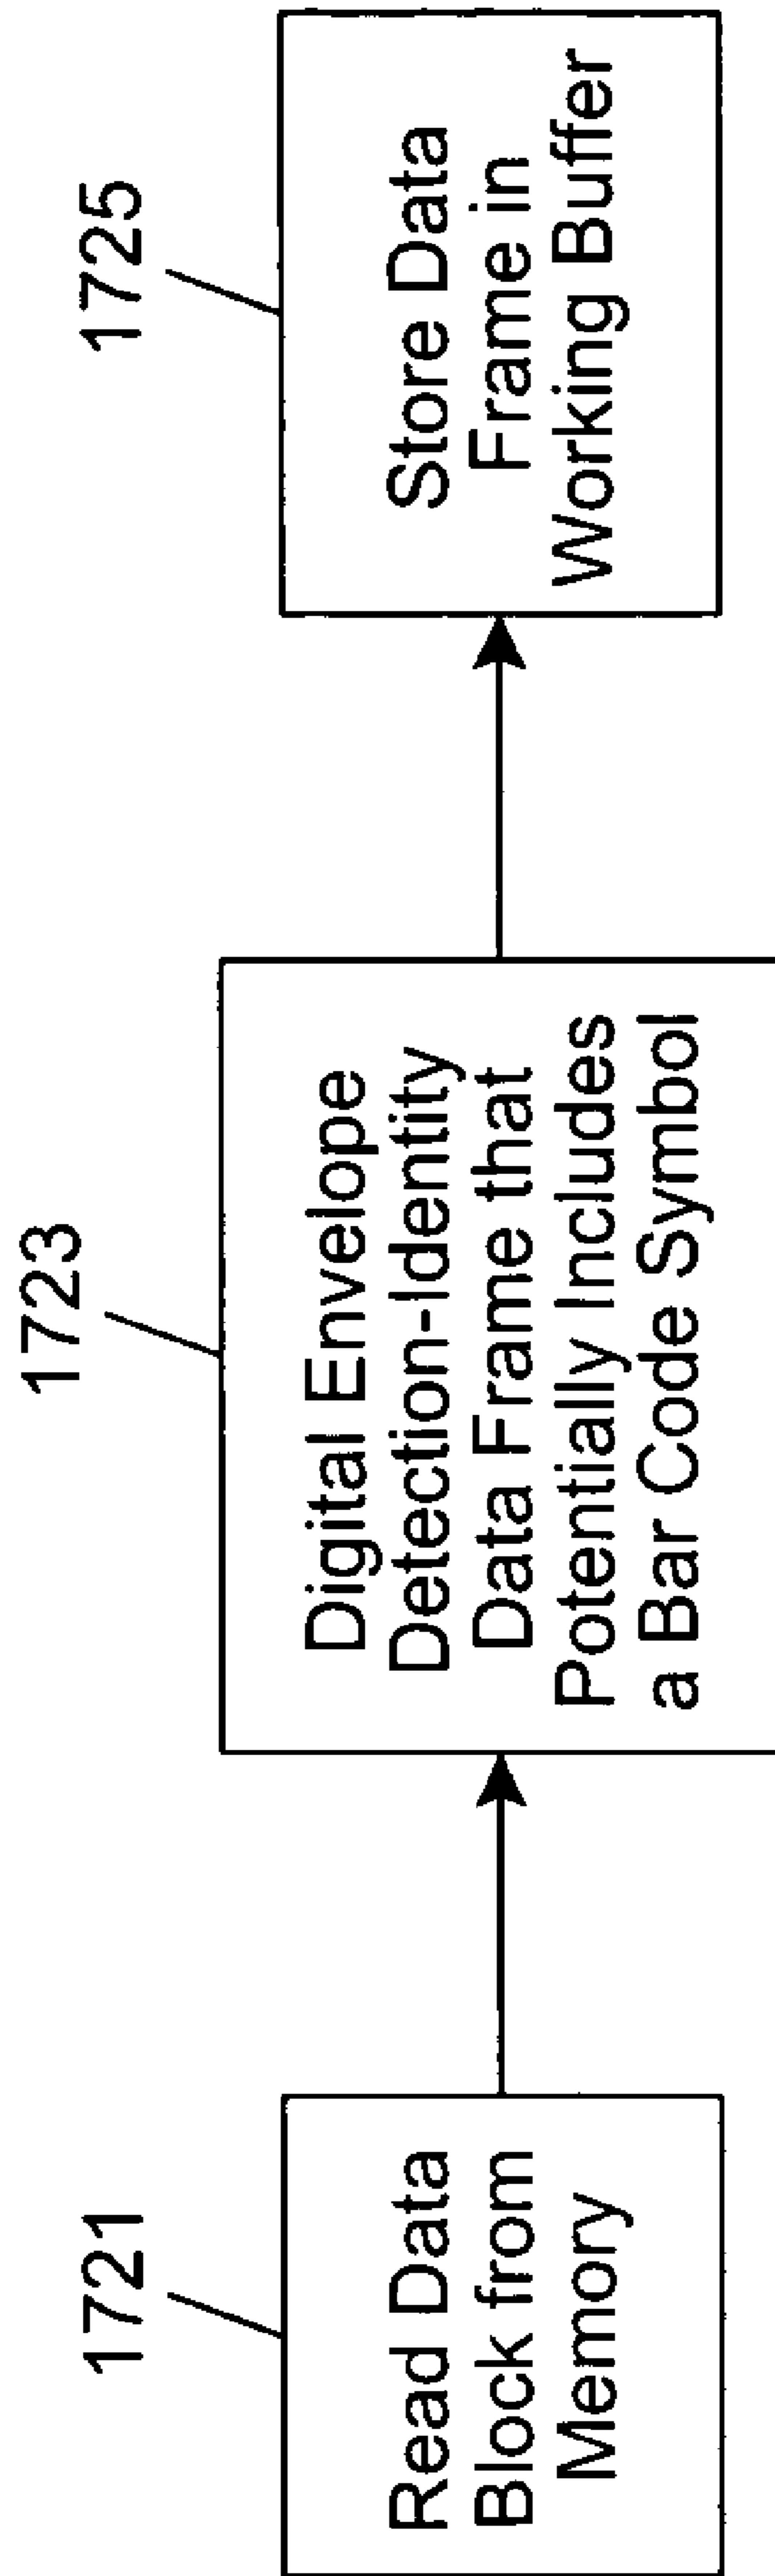 1721
Read Data
Block from
Memory
1723
Digital Envelope
Detection-Identity
Data Frame that
Potentially Includes
a Bar Code Symbol
1725
Store Data
Frame in
Working Buffer